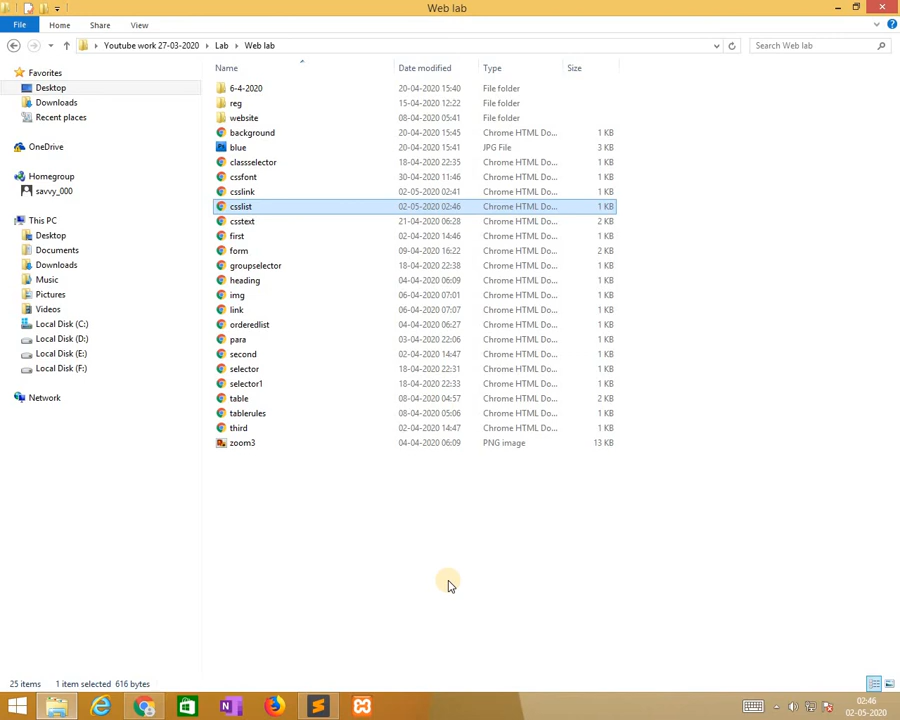 Web lab
File Home Share View
Youtube work 27-03-2020 Lab Web lab Search Web lab
Name Date modified Type Size
Favorites
Desktop
Downloads
Recent places
OneDrive
Homegroup
savvy_000
This PC
Desktop
Documents
Downloads
Music
Pictures
Videos
Local Disk (C:)
Local Disk (D:)
Local Disk (E:)
Local Disk (F:)
Network
6-4-2020 20-04-2020 15:40 File folder
reg 15-04-2020 12:22 File folder
website 08-04-2020 05:41 File folder
background 20-04-2020 15:45 Chrome HTML Do... 1 KB
blue 20-04-2020 15:41 JPG File 3 KB
classselector 18-04-2020 22:35 Chrome HTML Do... 1 KB
cssfont 30-04-2020 11:46 Chrome HTML Do... 1 KB
csslink 02-05-2020 02:41 Chrome HTML Do... 1 KB
csslist 02-05-2020 02:46 Chrome HTML Do... 1 KB
csstext 21-04-2020 06:28 Chrome HTML Do... 2 KB
first 02-04-2020 14:46 Chrome HTML Do... 1 KB
form 09-04-2020 16:22 Chrome HTML Do... 2 KB
groupselector 18-04-2020 22:38 Chrome HTML Do... 1 KB
heading 04-04-2020 06:09 Chrome HTML Do... 1 KB
img 06-04-2020 07:01 Chrome HTML Do... 1 KB
link 06-04-2020 07:07 Chrome HTML Do... 1 KB
orderedlist 04-04-2020 06:27 Chrome HTML Do... 1 KB
para 03-04-2020 22:06 Chrome HTML Do... 1 KB
second 02-04-2020 14:47 Chrome HTML Do... 1 KB
selector 18-04-2020 22:31 Chrome HTML Do... 1 KB
selector1 18-04-2020 22:33 Chrome HTML Do... 1 KB
table 08-04-2020 04:57 Chrome HTML Do... 2 KB
tablerules 08-04-2020 05:06 Chrome HTML Do... 1 KB
third 02-04-2020 14:47 Chrome HTML Do... 1 KB
zoom3 04-04-2020 06:09 PNG image 13 KB
25 items 1 item selected 616 bytes
02:46
02-05-2020